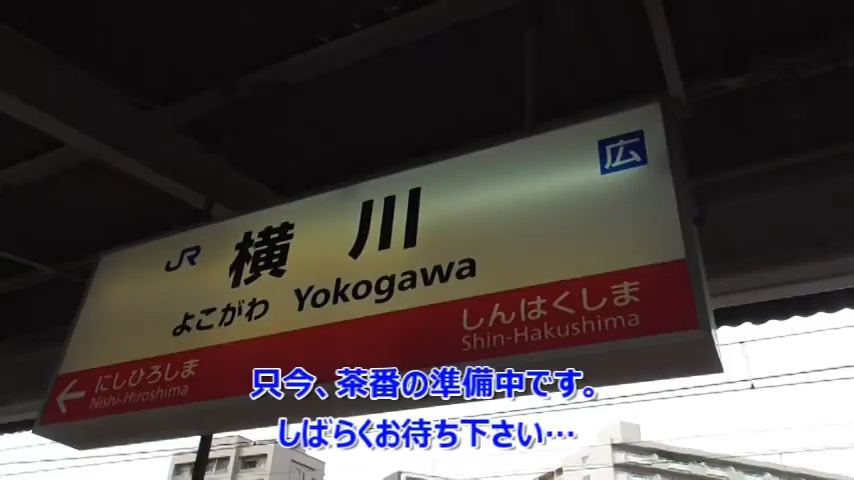 広
JR 横川
よこがわ Yokogawa
しんはくしま
Shin-Hakushima
にしひろしま
Nishi-Hiroshima
只今、茶番の準備中です。
しばらくお待ち下さい…